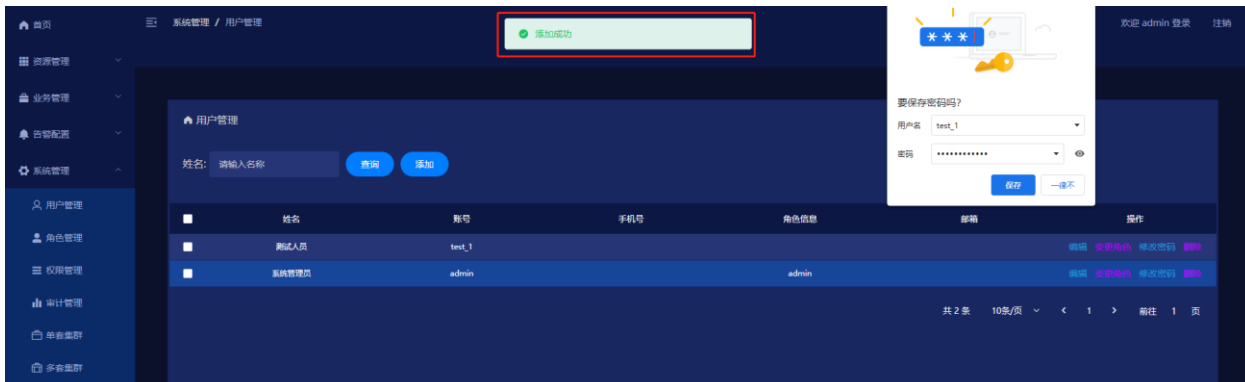 首页
系统管理 / 用户管理
添加成功
欢迎 admin 登录 注销
资源管理
业务管理
告警配置
系统管理
用户管理
角色管理
权限管理
审计管理
单套集群
多套集群
用户管理
姓名: 请输入名称 查询 添加
***
要保存密码吗?
用户名 test_1
密码 ••••••••••••
保存 一律不
姓名 账号 手机号 角色信息 邮箱 操作
测试人员 test_1 编辑 变更角色 修改密码 删除
系统管理员 admin admin 编辑 变更角色 修改密码 删除
共 2 条 10条/页 < 1 > 前往 1 页